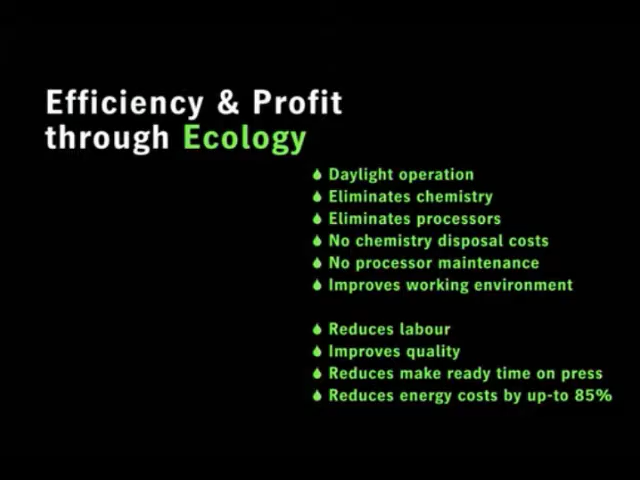 Efficiency & Profit
through Ecology
Daylight operation
Eliminates chemistry
Eliminates processors
No chemistry disposal costs
No processor maintenance
Improves working environment
Reduces labour
Improves quality
Reduces make ready time on press
Reduces energy costs by up-to 85%